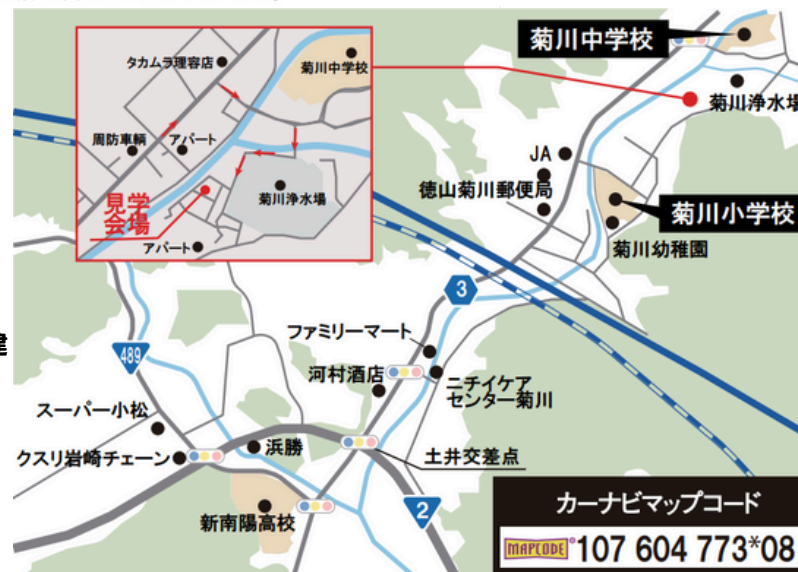 菊川中学校
タカムラ理容店
菊川中学校
周防車輌
アパート
見学
会場
菊川浄水場
アパート
菊川浄水場
JA
徳山菊川郵便局
菊川小学校
菊川幼稚園
3
建
489
ファミリーマート
河村酒店
ニチイケア
センター菊川
スーパー小松
クスリ岩崎チェーン
浜勝
土井交差点
新南陽高校
2
カーナビマップコード
MAPCODE 107 604 773*08